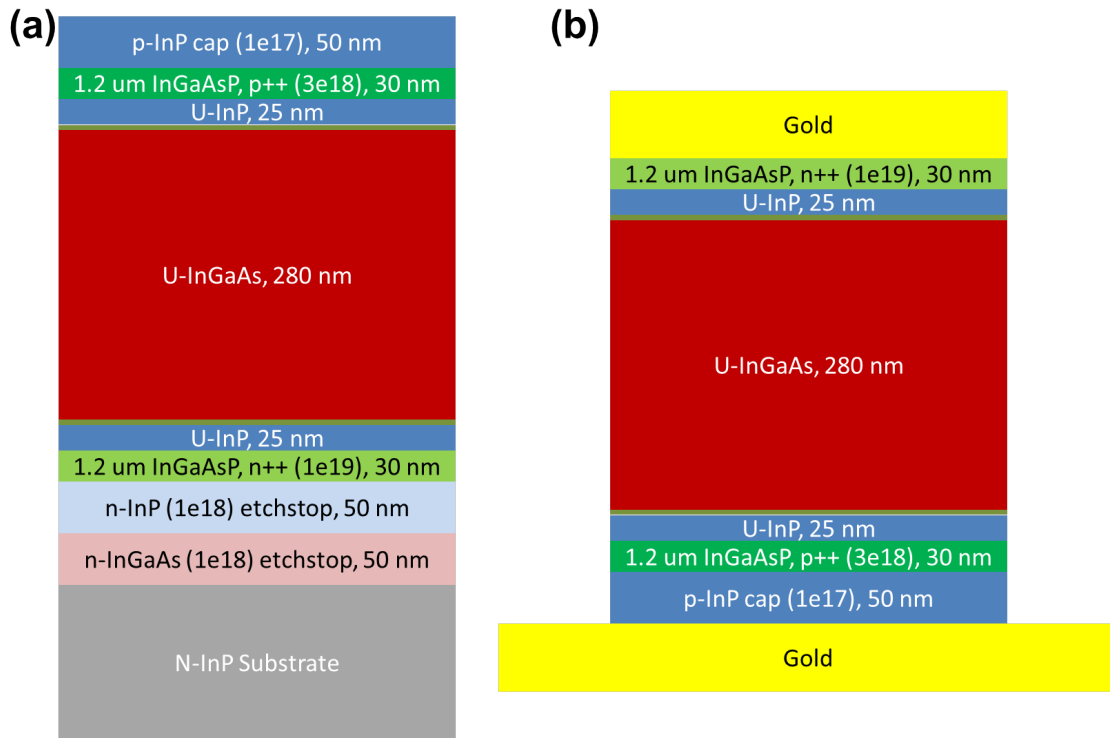 (a)
p-InP cap (1e17), 50 nm
1.2 um InGaAsP, p++ (3e18), 30 nm
U-InP, 25 nm
U-InGaAs, 280 nm
U-InP, 25 nm
1.2 um InGaAsP, n++ (1e19), 30 nm
n-InP (1e18) etchstop, 50 nm
n-InGaAs (1e18) etchstop, 50 nm
N-InP Substrate
(b)
Gold
1.2 um InGaAsP, n++ (1e19), 30 nm
U-InP, 25 nm
U-InGaAs, 280 nm
U-InP, 25 nm
1.2 um InGaAsP, p++ (3e18), 30 nm
p-InP cap (1e17), 50 nm
Gold